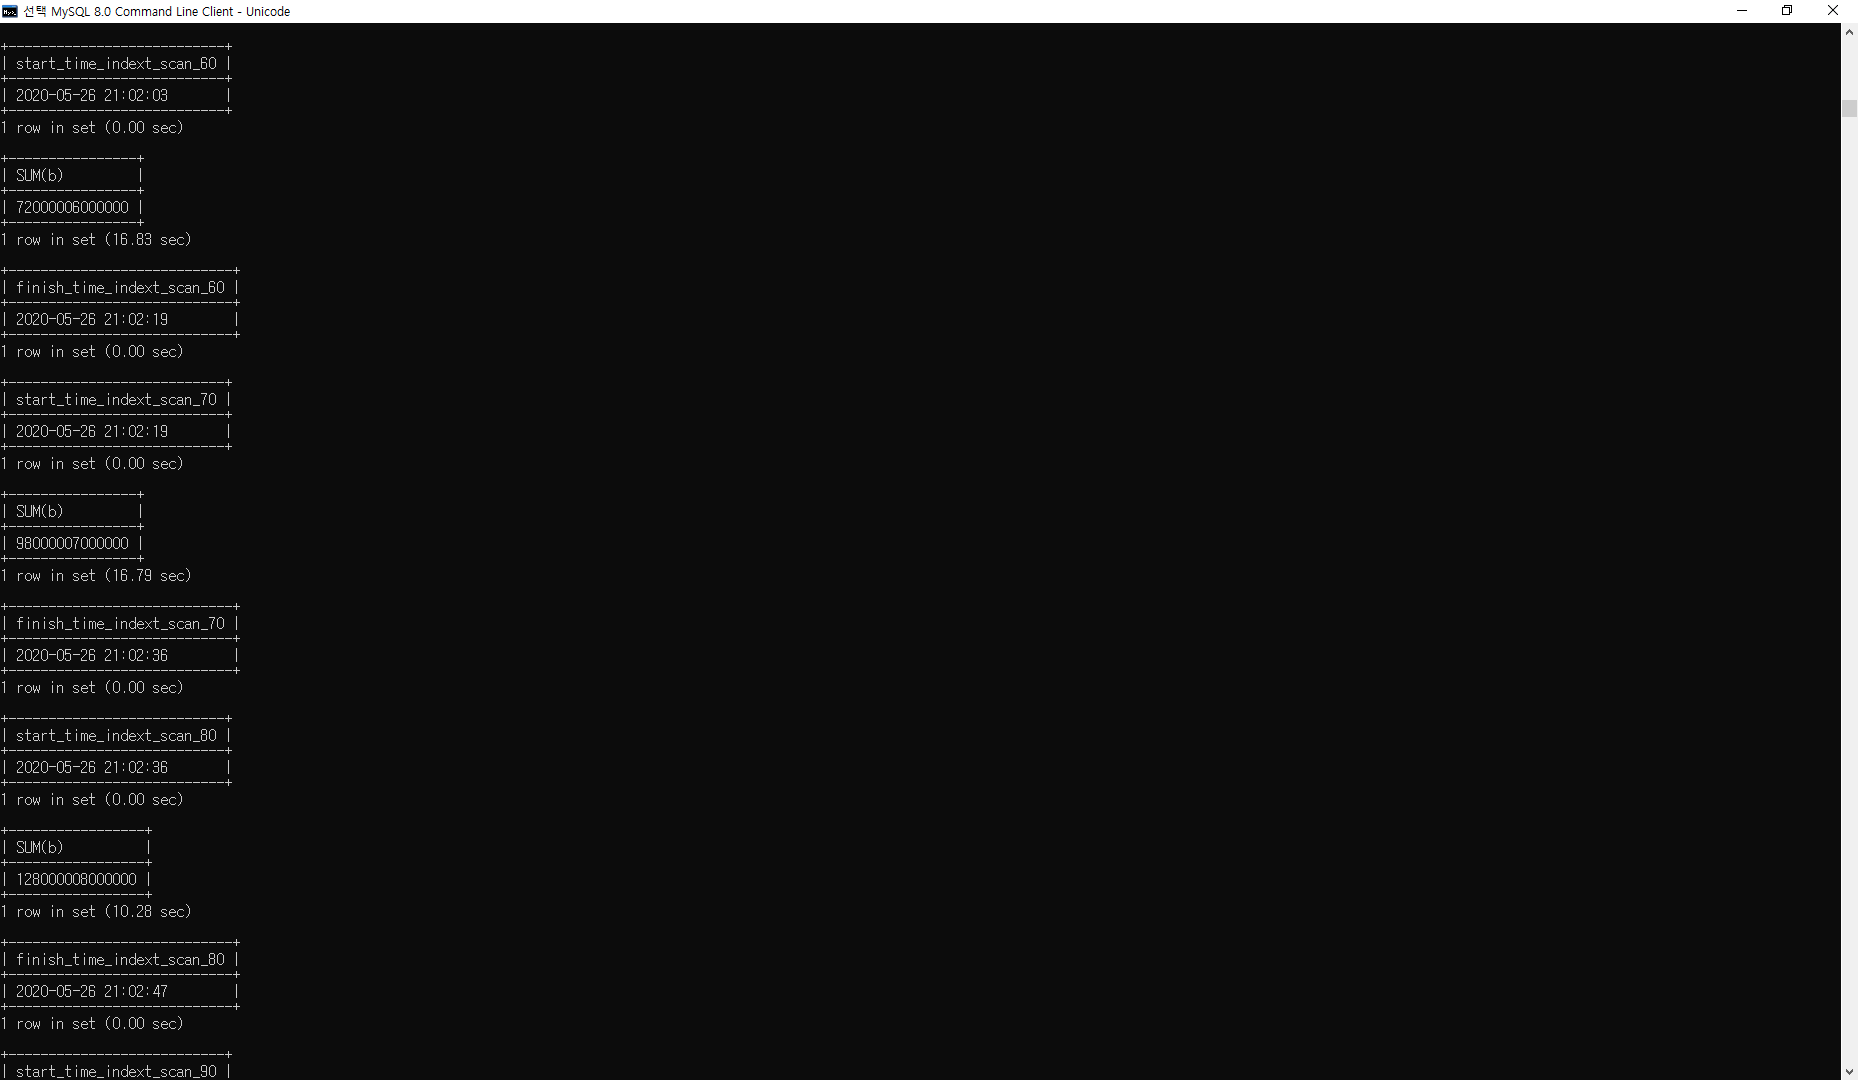 선택 MySQL 8.0 Command Line Client - Unicode
+--------------------------+
| start_time_indext_scan_60 |
+--------------------------+
| 2020-05-26 21:02:03       |
+--------------------------+
1 row in set (0.00 sec)
+----------------+
| SUM(b)         |
+----------------+
| 72000006000000 |
+----------------+
1 row in set (16.83 sec)
+----------------------------+
| finish_time_indext_scan_60 |
+----------------------------+
| 2020-05-26 21:02:19        |
+----------------------------+
1 row in set (0.00 sec)
+---------------------------+
| start_time_indext_scan_70 |
+---------------------------+
| 2020-05-26 21:02:19       |
+---------------------------+
1 row in set (0.00 sec)
+----------------+
| SUM(b)         |
+----------------+
| 98000007000000 |
+----------------+
1 row in set (16.79 sec)
+----------------------------+
| finish_time_indext_scan_70 |
+----------------------------+
| 2020-05-26 21:02:36        |
+----------------------------+
1 row in set (0.00 sec)
+---------------------------+
| start_time_indext_scan_80 |
+---------------------------+
| 2020-05-26 21:02:36       |
+---------------------------+
1 row in set (0.00 sec)
+-----------------+
| SUM(b)          |
+-----------------+
| 128000008000000 |
+-----------------+
1 row in set (10.28 sec)
+----------------------------+
| finish_time_indext_scan_80 |
+----------------------------+
| 2020-05-26 21:02:47        |
+----------------------------+
1 row in set (0.00 sec)
+---------------------------+
| start_time_indext_scan_90 |